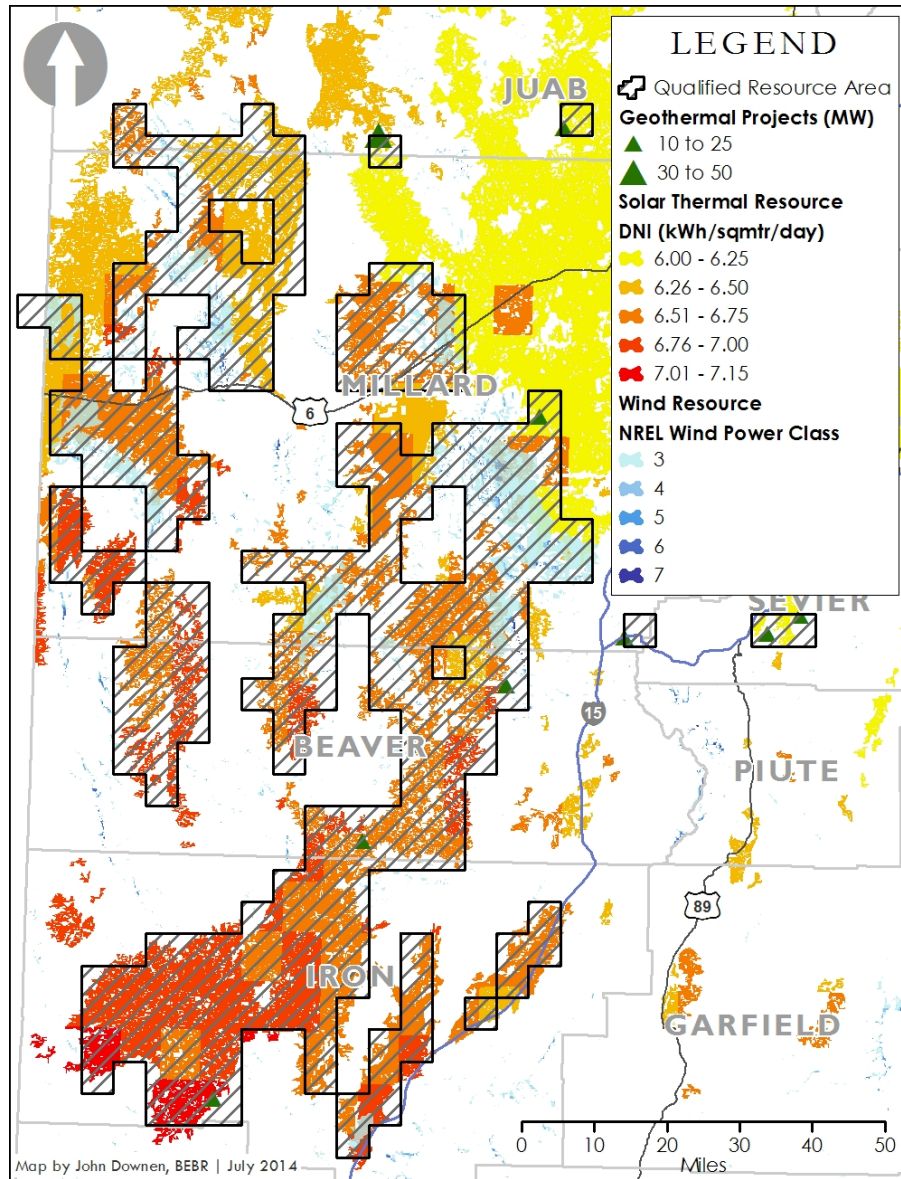 LEGEND
Qualified Resource Area
Geothermal Projects (MW)
10 to 25
30 to 50
Solar Thermal Resource
DNI (kWh/sqmtr/day)
6.00 - 6.25
6.26 - 6.50
6.51 - 6.75
6.76 - 7.00
7.01 - 7.15
Wind Resource
NREL Wind Power Class
3
4
5
6
7
JUAB
MILLARD
6
SEVIER
15
BEAVER
PIUTE
89
IRON
GARFIELD
0 10 20 30 40 50
Miles
Map by John Downen, BEBR | July 2014